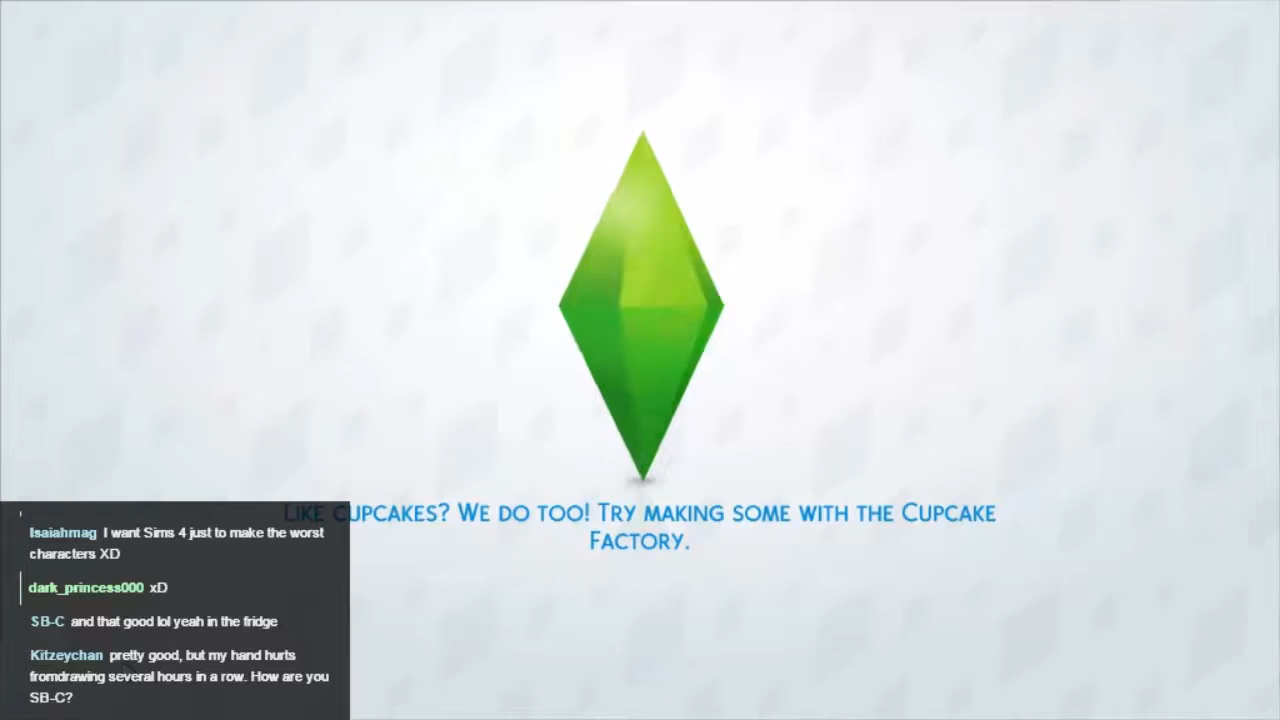 Like cupcakes? We do too! Try making some with the Cupcake
Factory.
Isaiahmag I want Sims 4 just to make the worst
characters XD
dark_princess000 xD
SB-C and that good lol yeah in the fridge
Kitzeychan pretty good, but my hand hurts
fromdrawing several hours in a row. How are you
SB-C?